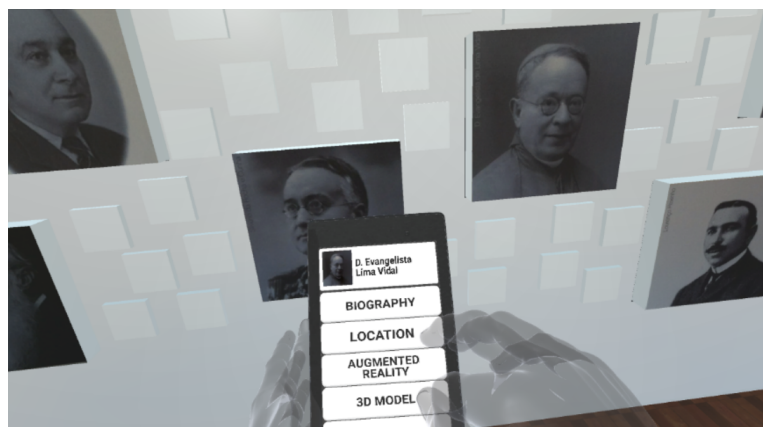 D. Evangelista
Lima Vidal
BIOGRAPHY
LOCATION
AUGMENTED
REALITY
3D MODEL